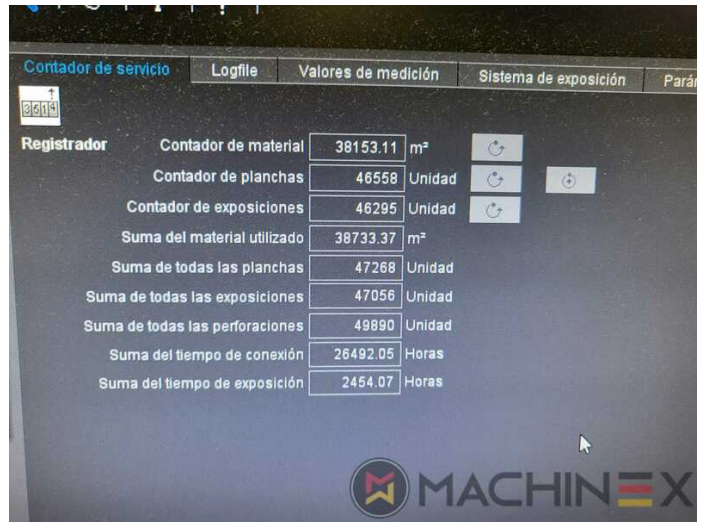 Contador de servicio Logfile Valores de medición Sistema de exposición Parám
3614
Registrador Contador de material 38153.11 m²
Contador de planchas 46558 Unidad
Contador de exposiciones 46295 Unidad
Suma del material utilizado 38733.37 m²
Suma de todas las planchas 47268 Unidad
Suma de todas las exposiciones 47056 Unidad
Suma de todas las perforaciones 49890 Unidad
Suma del tiempo de conexión 26492.05 Horas
Suma del tiempo de exposición 2454.07 Horas
MACHINEX